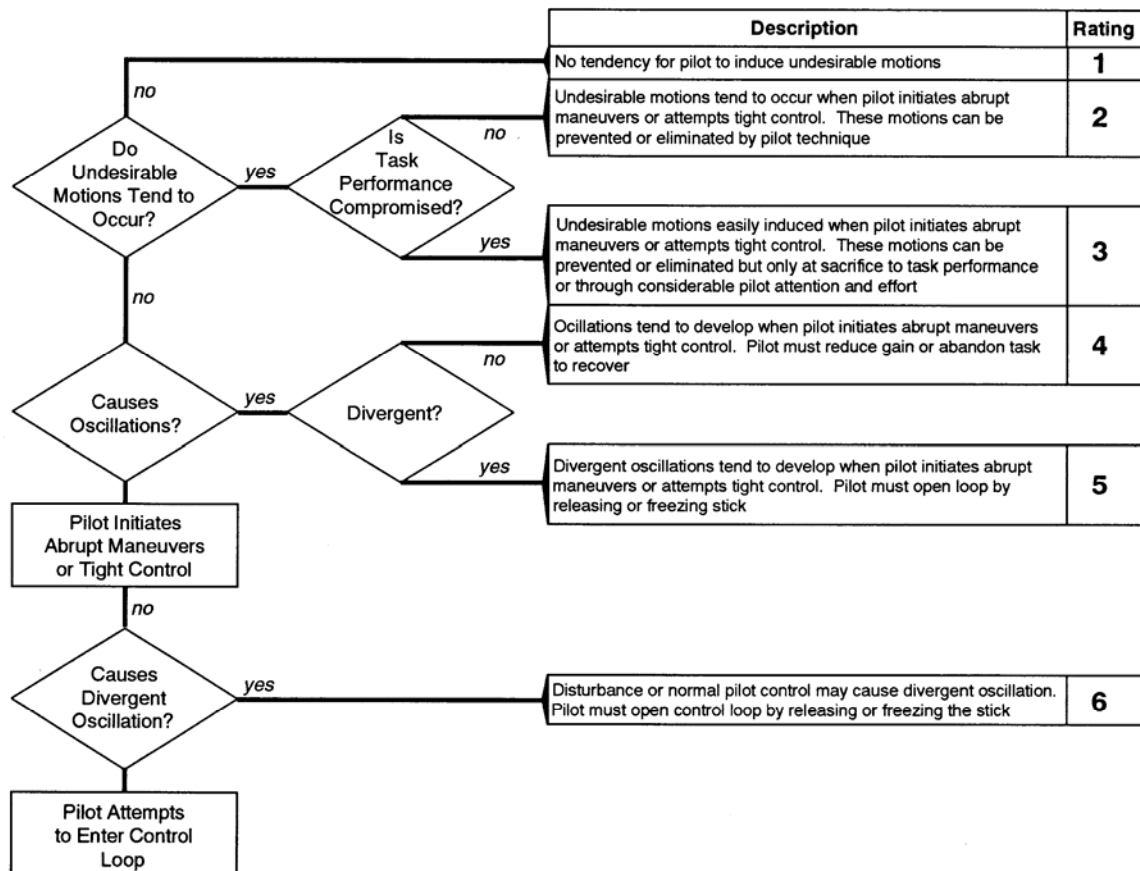 Description
Rating
No tendency for pilot to induce undesirable motions
1
no
Undesirable motions tend to occur when pilot initiates abrupt
maneuvers or attempts tight control. These motions can be
prevented or eliminated by pilot technique
2
no
Do
Undesirable
Motions Tend to
Occur?
yes
Is
Task
Performance
Compromised?
yes
Undesirable motions easily induced when pilot initiates abrupt
maneuvers or attempts tight control. These motions can be
prevented or eliminated but only at sacrifice to task performance
or through considerable pilot attention and effort
3
no
Ocillations tend to develop when pilot initiates abrupt maneuvers
or attempts tight control. Pilot must reduce gain or abandon task
to recover
4
no
Causes
Oscillations?
yes
Divergent?
yes
Divergent oscillations tend to develop when pilot initiates abrupt
maneuvers or attempts tight control. Pilot must open loop by
releasing or freezing stick
5
Pilot Initiates
Abrupt Maneuvers
or Tight Control
no
Causes
Divergent
Oscillation?
yes
Disturbance or normal pilot control may cause divergent oscillation.
Pilot must open control loop by releasing or freezing the stick
6
Pilot Attempts
to Enter Control
Loop